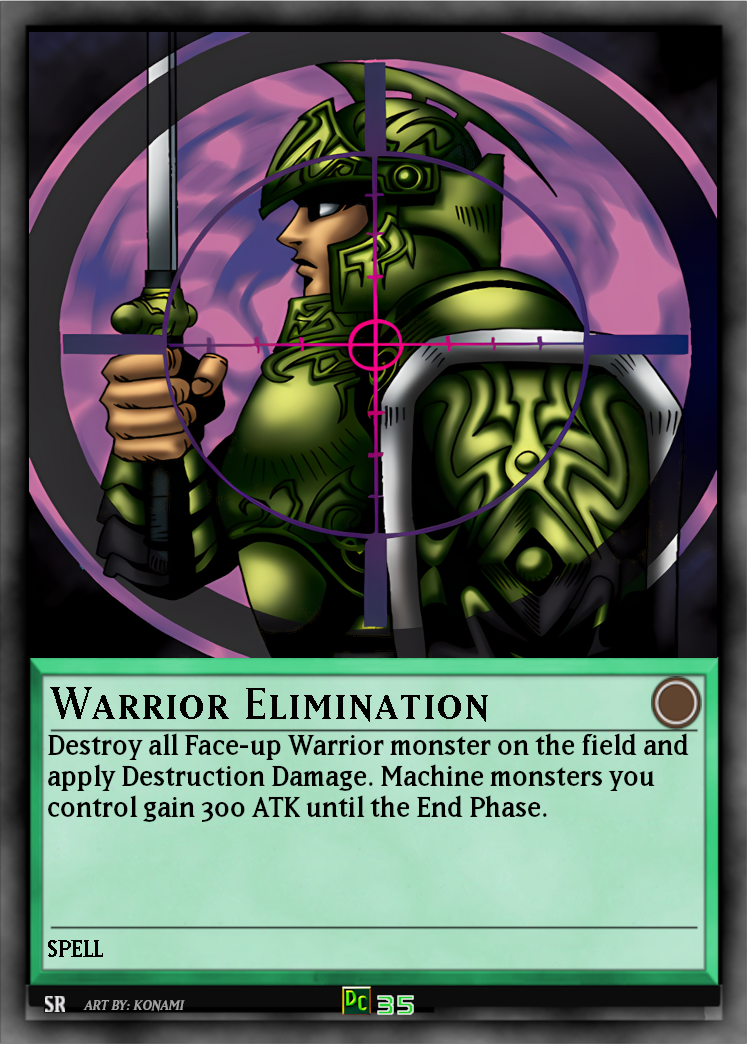 Warrior Elimination
Destroy all Face-up Warrior monster on the field and
apply Destruction Damage. Machine monsters you
control gain 300 ATK until the End Phase.
SPELL
SR ART BY: KONAMI DC 35